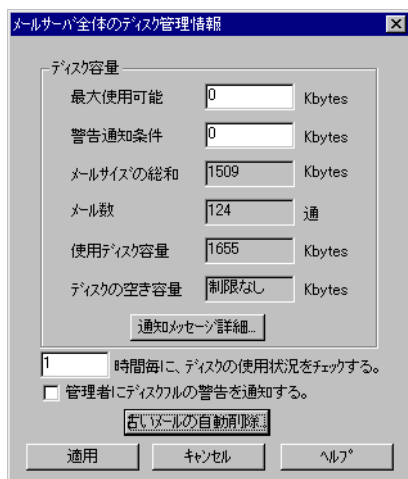 メールサーバ全体のディスク管理情報
ディスク容量
最大使用可能 0 Kbytes
警告通知条件 0 Kbytes
メールサイズの総和 1509 Kbytes
メール数 124 通
使用ディスク容量 1655 Kbytes
ディスクの空き容量 制限なし Kbytes
通知メッセージ詳細...
1 時間毎に、ディスクの使用状況をチェックする。
管理者にディスクフルの警告を通知する。
古いメールの自動削除...
適用 キャンセル ヘルプ